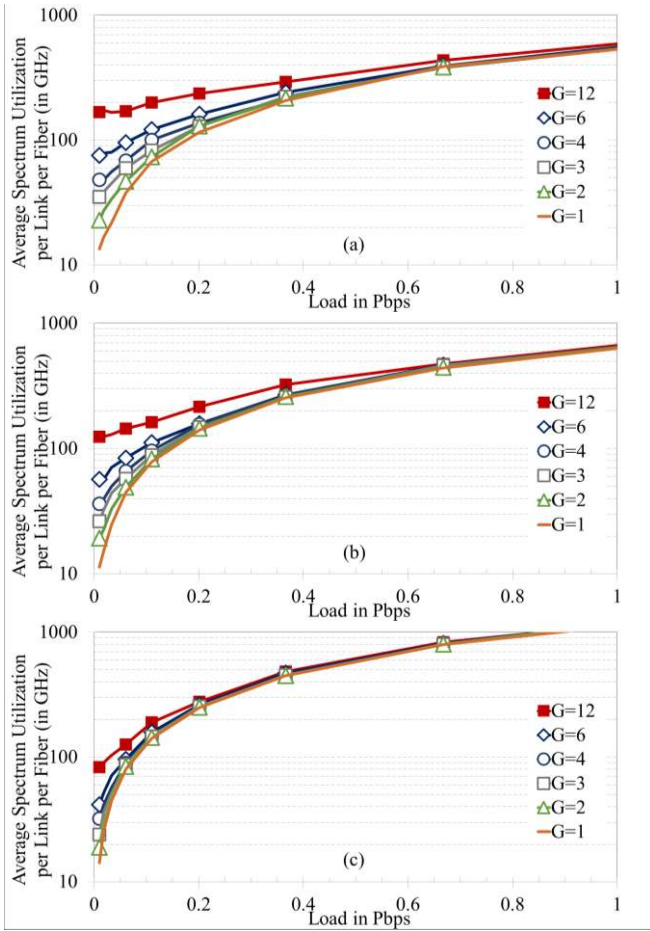 Average Spectrum Utilization
per Link per Fiber (in GHz)
1000
100
10
G=12
G=6
G=4
G=3
G=2
G=1
(a)
0 0.2 0.4 0.6 0.8 1
Load in Pbps
Average Spectrum Utilization
per Link per Fiber (in GHz)
1000
100
10
G=12
G=6
G=4
G=3
G=2
G=1
(b)
0 0.2 0.4 0.6 0.8 1
Load in Pbps
Average Spectrum Utilization
per Link per Fiber (in GHz)
1000
100
10
G=12
G=6
G=4
G=3
G=2
G=1
(c)
0 0.2 0.4 0.6 0.8 1
Load in Pbps